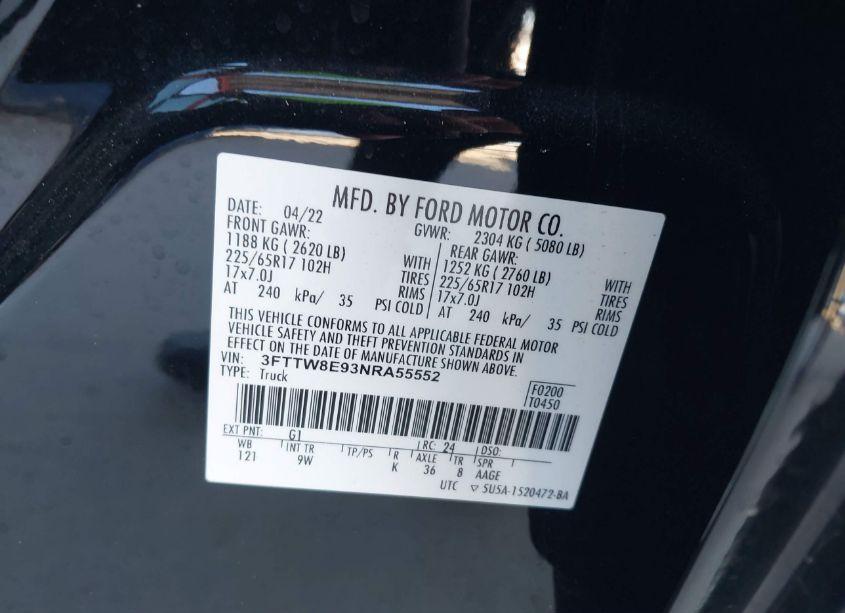 MFD. BY FORD MOTOR CO.
DATE: 04/22 GVWR: 2304 KG ( 5080 LB)
FRONT GAWR: REAR GAWR:
1188 KG ( 2620 LB) WITH 1252 KG ( 2760 LB) WITH
225/65R17 102H TIRES 225/65R17 102H TIRES
17x7.0J RIMS 17x7.0J RIMS
AT 240 kPa/ 35 PSI COLD AT 240 kPa/ 35 PSI COLD
THIS VEHICLE CONFORMS TO ALL APPLICABLE FEDERAL MOTOR
VEHICLE SAFETY AND THEFT PREVENTION STANDARDS IN
EFFECT ON THE DATE OF MANUFACTURE SHOWN ABOVE.
VIN: 3FTTW8E93NRA55552
TYPE: Truck
F0200
T0450
EXT PNT: G1 RC: 24 DSO:
WB INT TR TP/PS R AXLE TR SPR
121 9W K 36 8 AAGE
UTC ▽ 5U5A-1520472-BA